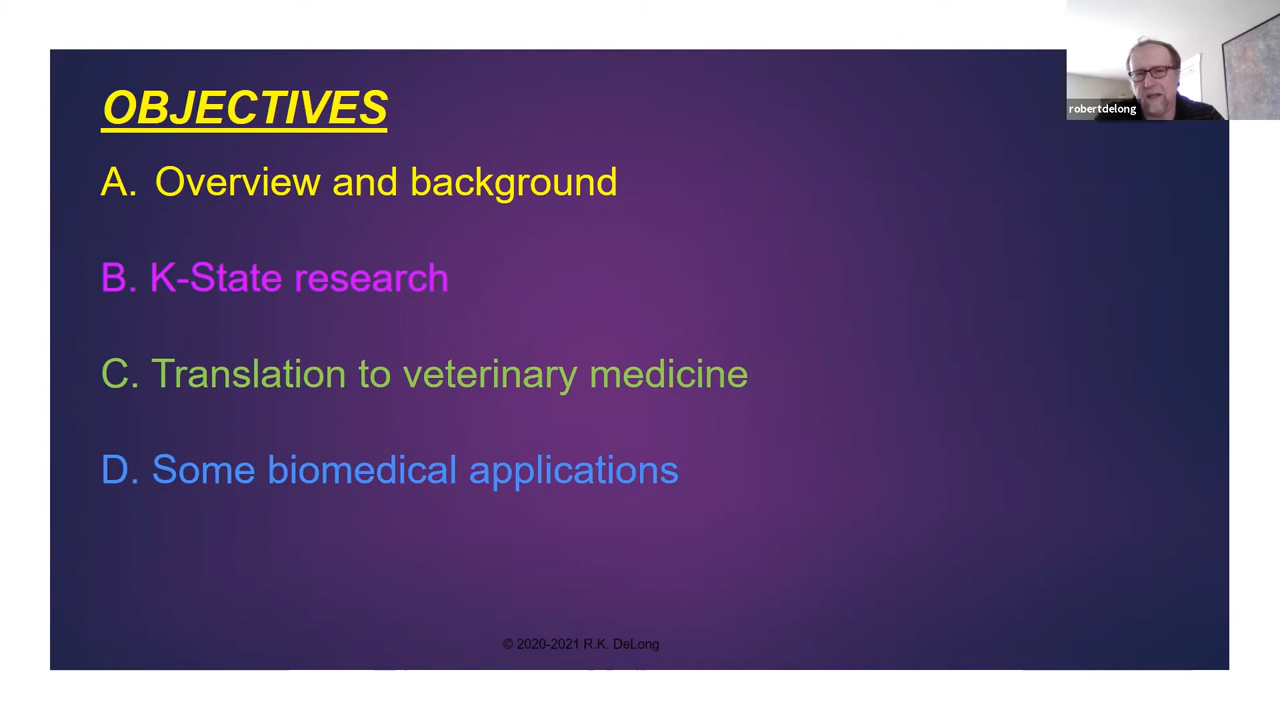 OBJECTIVES
A. Overview and background
B. K-State research
C. Translation to veterinary medicine
D. Some biomedical applications
© 2020-2021 R.K. DeLong
robertdelong